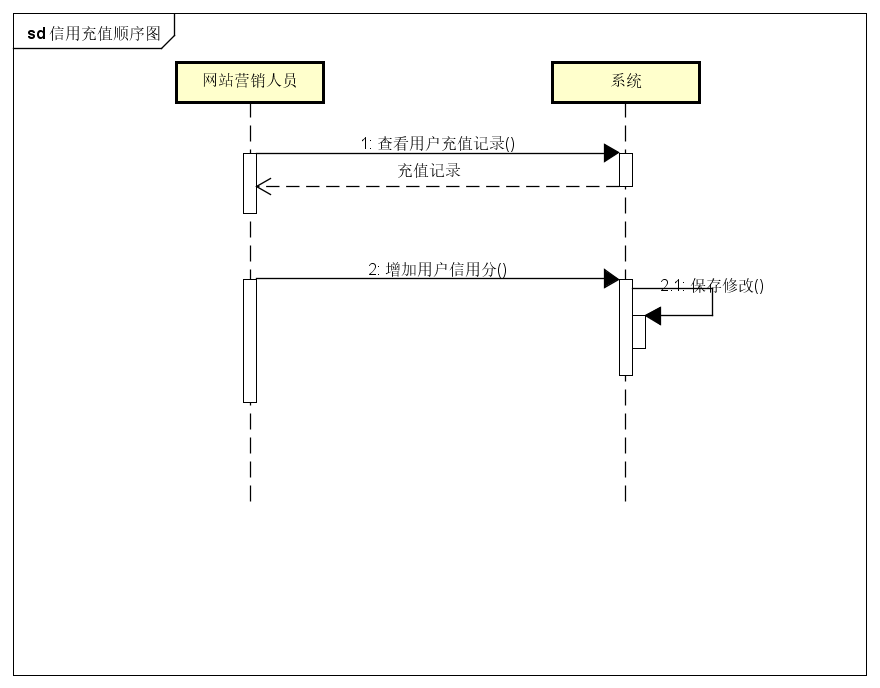 sd 信用充值顺序图
网站营销人员
系统
1: 查看用户充值记录()
充值记录
2: 增加用户信用分()
2.1: 保存修改()